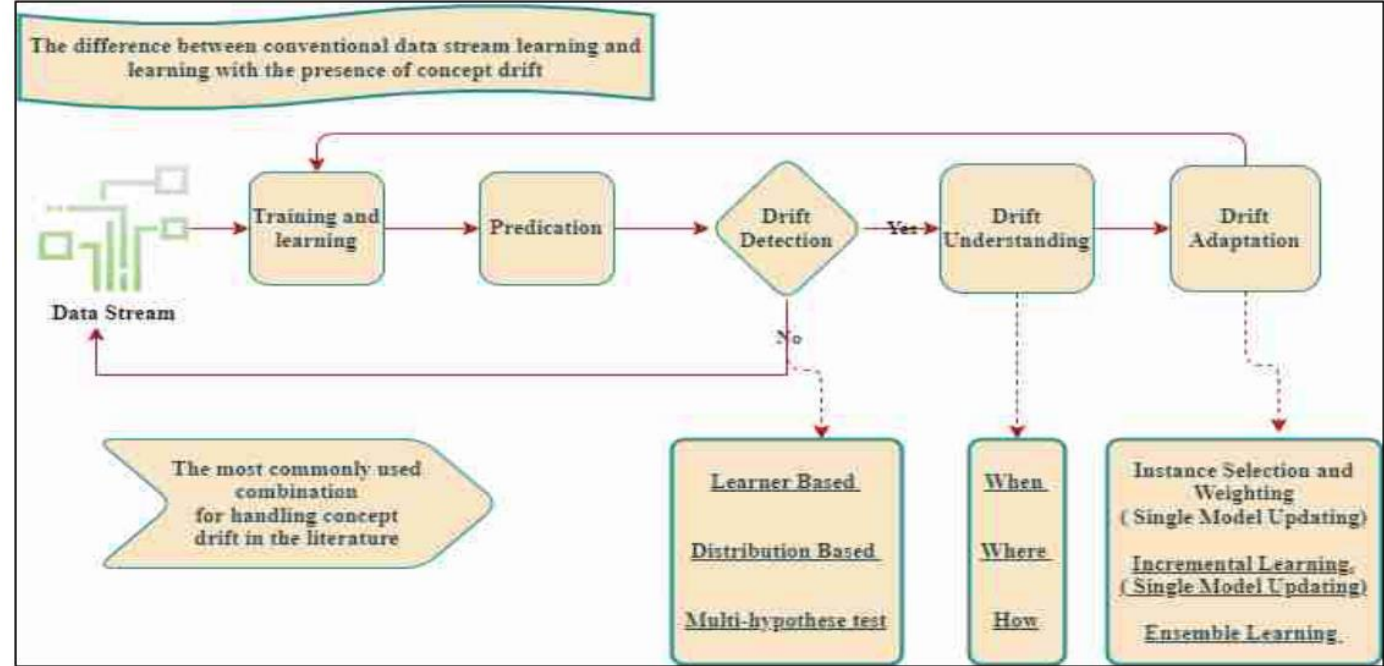 The difference between conventional data stream learning and
learning with the presence of concept drift
Training and
learning
Predication
Drift
Detection
Yes
Drift
Understanding
Drift
Adaptation
Data Stream
No
The most commonly used
combination
for handling concept
drift in the literature
Learner Based
Distribution Based
Multi-hypothese test
When
Where
How
Instance Selection and
Weighting
( Single Model Updating)
Incremental Learning.
( Single Model Updating)
Ensemble Learning.